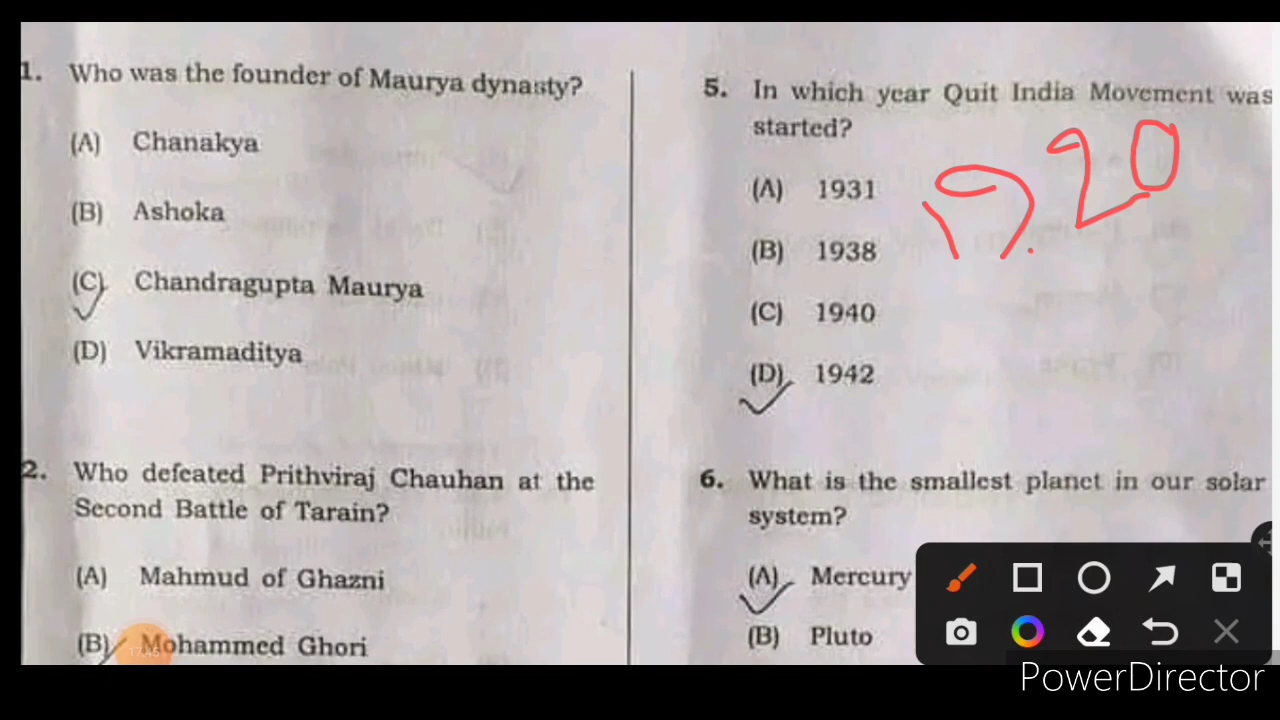 1. Who was the founder of Maurya dynasty?
(A) Chanakya
(B) Ashoka
(C) Chandragupta Maurya
(D) Vikramaditya
2. Who defeated Prithviraj Chauhan at the
Second Battle of Tarain?
(A) Mahmud of Ghazni
(B) Mohammed Ghori
5. In which year Quit India Movement was
started?
(A) 1931
(B) 1938
(C) 1940
(D) 1942
6. What is the smallest planet in our solar
system?
(A) Mercury
(B) Pluto
20
PowerDirector